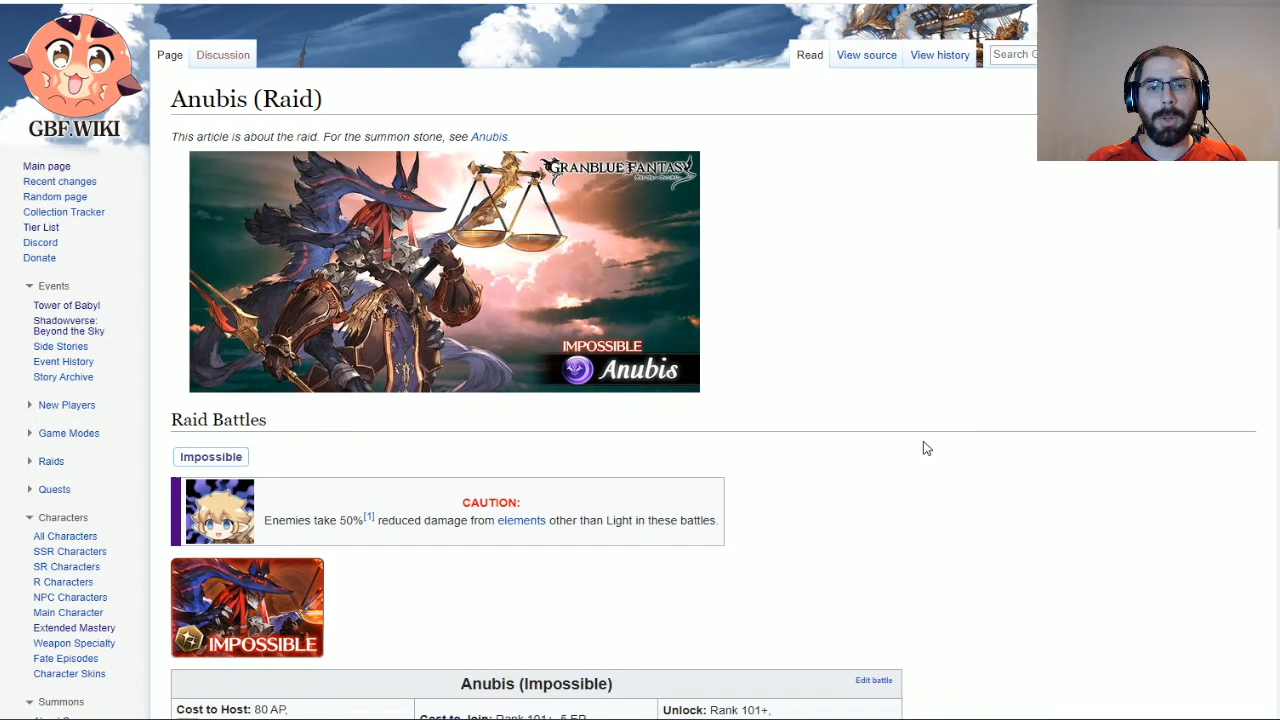 GBF.WIKI
Main page
Recent changes
Random page
Collection Tracker
Tier List
Discord
Donate
Events
Tower of Babyl
Shadowverse:
Beyond the Sky
Side Stories
Event History
Story Archive
New Players
Game Modes
Raids
Quests
Characters
All Characters
SSR Characters
SR Characters
R Characters
NPC Characters
Main Character
Extended Mastery
Weapon Specialty
Fate Episodes
Character Skins
Summons
Page Discussion
Read View source View history Search G
Anubis (Raid)
This article is about the raid. For the summon stone, see Anubis.
GRANBLUE FANTASY
IMPOSSIBLE
Anubis
Raid Battles
Impossible
CAUTION:
Enemies take 50%[1] reduced damage from elements other than Light in these battles.
IMPOSSIBLE
Anubis (Impossible) Edit battle
Cost to Host: 80 AP,
Cost to Join: Rank 101+, 5 EP
Unlock: Rank 101+,